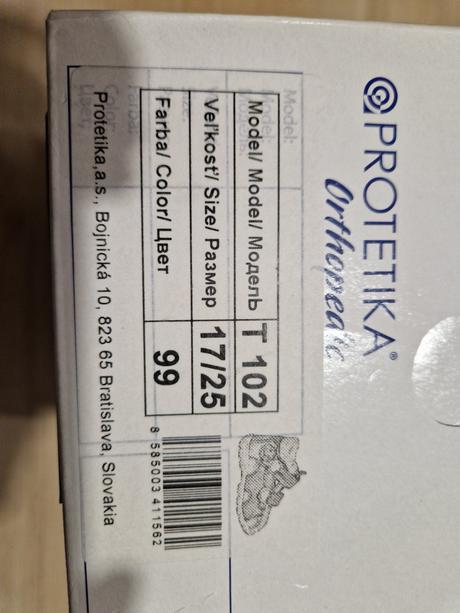 PROTETIKA®
Orthopedic
Model:
Model/ Model/ Модель T 102
Veľkosť/ Size/ Размер 17/25
Farba/ Color/ Цвет 99
Protetika,a.s., Bojnická 10, 823 65 Bratislava, Slovakia
8 585003 411562